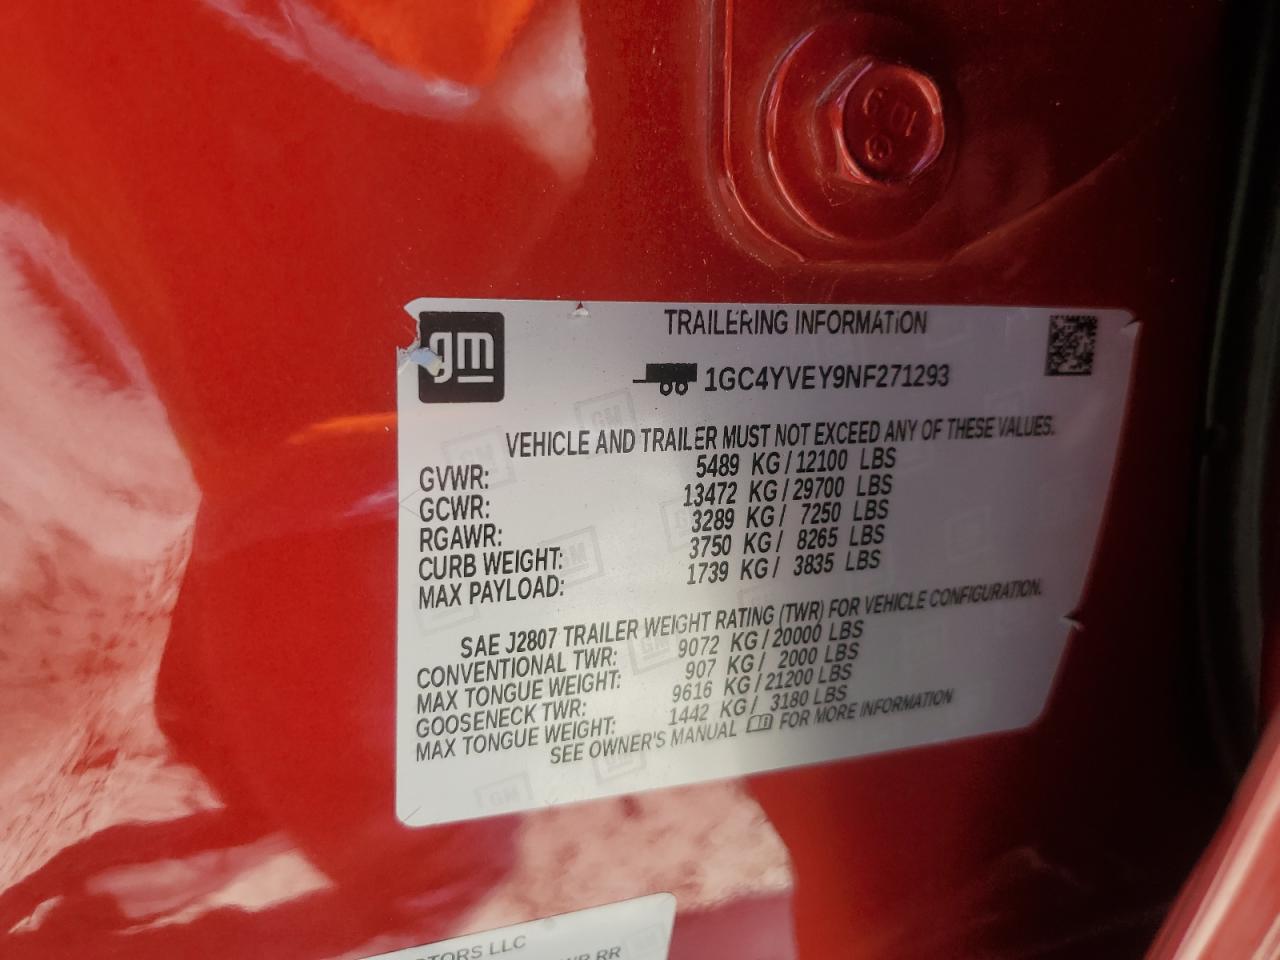 gm
TRAILERING INFORMATION
1GC4YVEY9NF271293
VEHICLE AND TRAILER MUST NOT EXCEED ANY OF THESE VALUES.
GVWR: 5489 KG/12100 LBS
GCWR: 13472 KG/29700 LBS
RGAWR: 3289 KG/ 7250 LBS
CURB WEIGHT: 3750 KG/ 8265 LBS
MAX PAYLOAD: 1739 KG/ 3835 LBS
SAE J2807 TRAILER WEIGHT RATING (TWR) FOR VEHICLE CONFIGURATION.
CONVENTIONAL TWR: 9072 KG/20000 LBS
MAX TONGUE WEIGHT: 907 KG/ 2000 LBS
GOOSENECK TWR: 9616 KG/21200 LBS
MAX TONGUE WEIGHT: 1442 KG/ 3180 LBS
SEE OWNER'S MANUAL FOR MORE INFORMATION
TORS LLC
RR